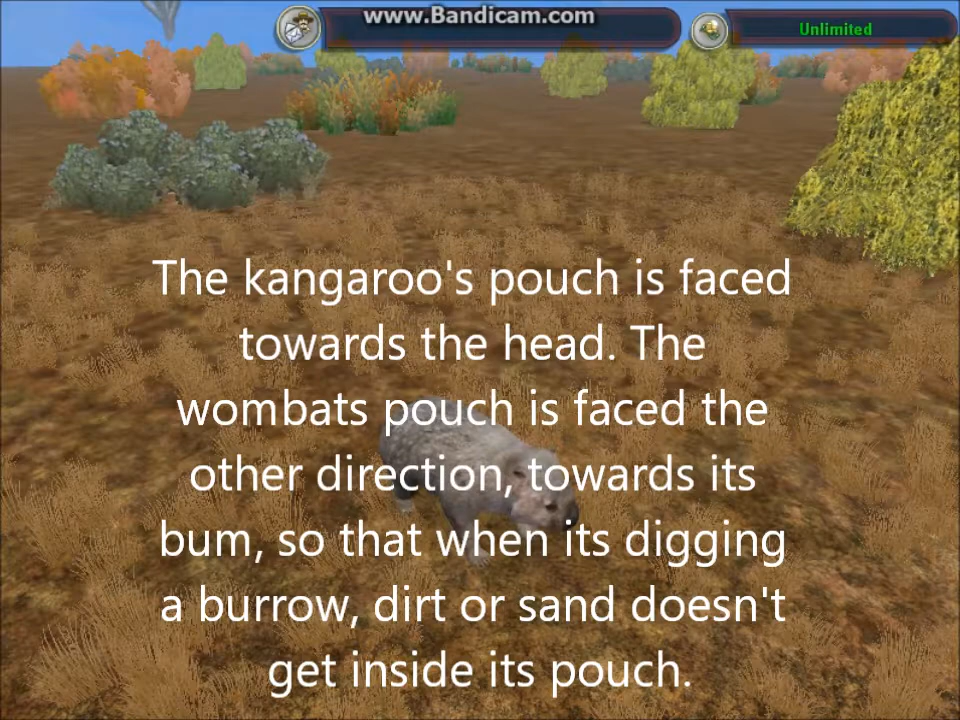 www.Bandicam.com
Unlimited
The kangaroo's pouch is faced
towards the head. The
wombats pouch is faced the
other direction, towards its
bum, so that when its digging
a burrow, dirt or sand doesn't
get inside its pouch.